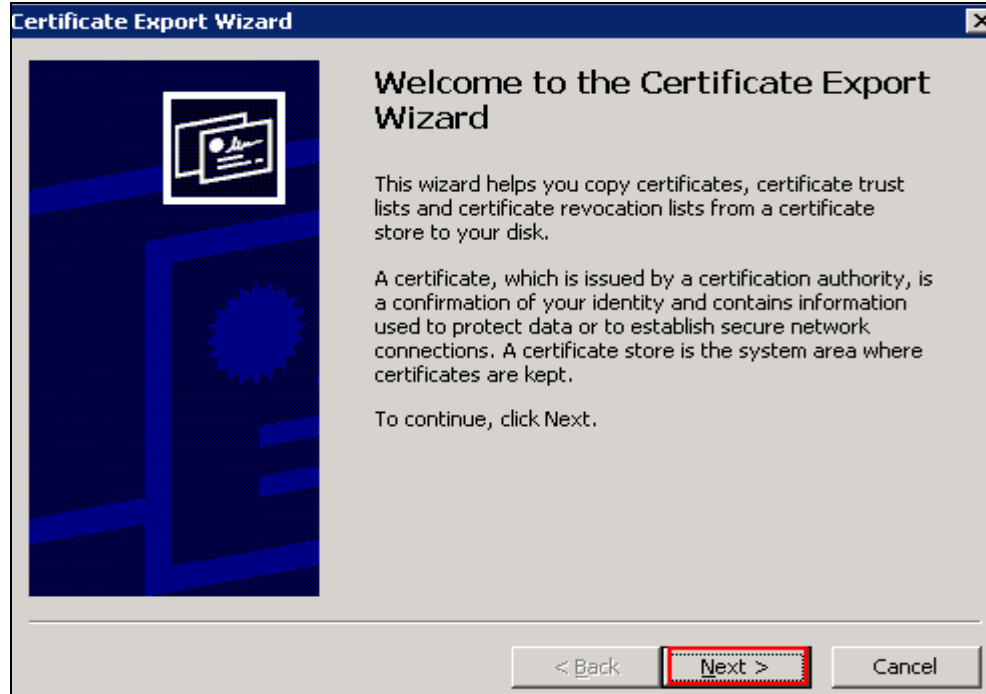 Certificate Export Wizard
Welcome to the Certificate Export
Wizard
This wizard helps you copy certificates, certificate trust
lists and certificate revocation lists from a certificate
store to your disk.
A certificate, which is issued by a certification authority, is
a confirmation of your identity and contains information
used to protect data or to establish secure network
connections. A certificate store is the system area where
certificates are kept.
To continue, click Next.
< Back Next > Cancel